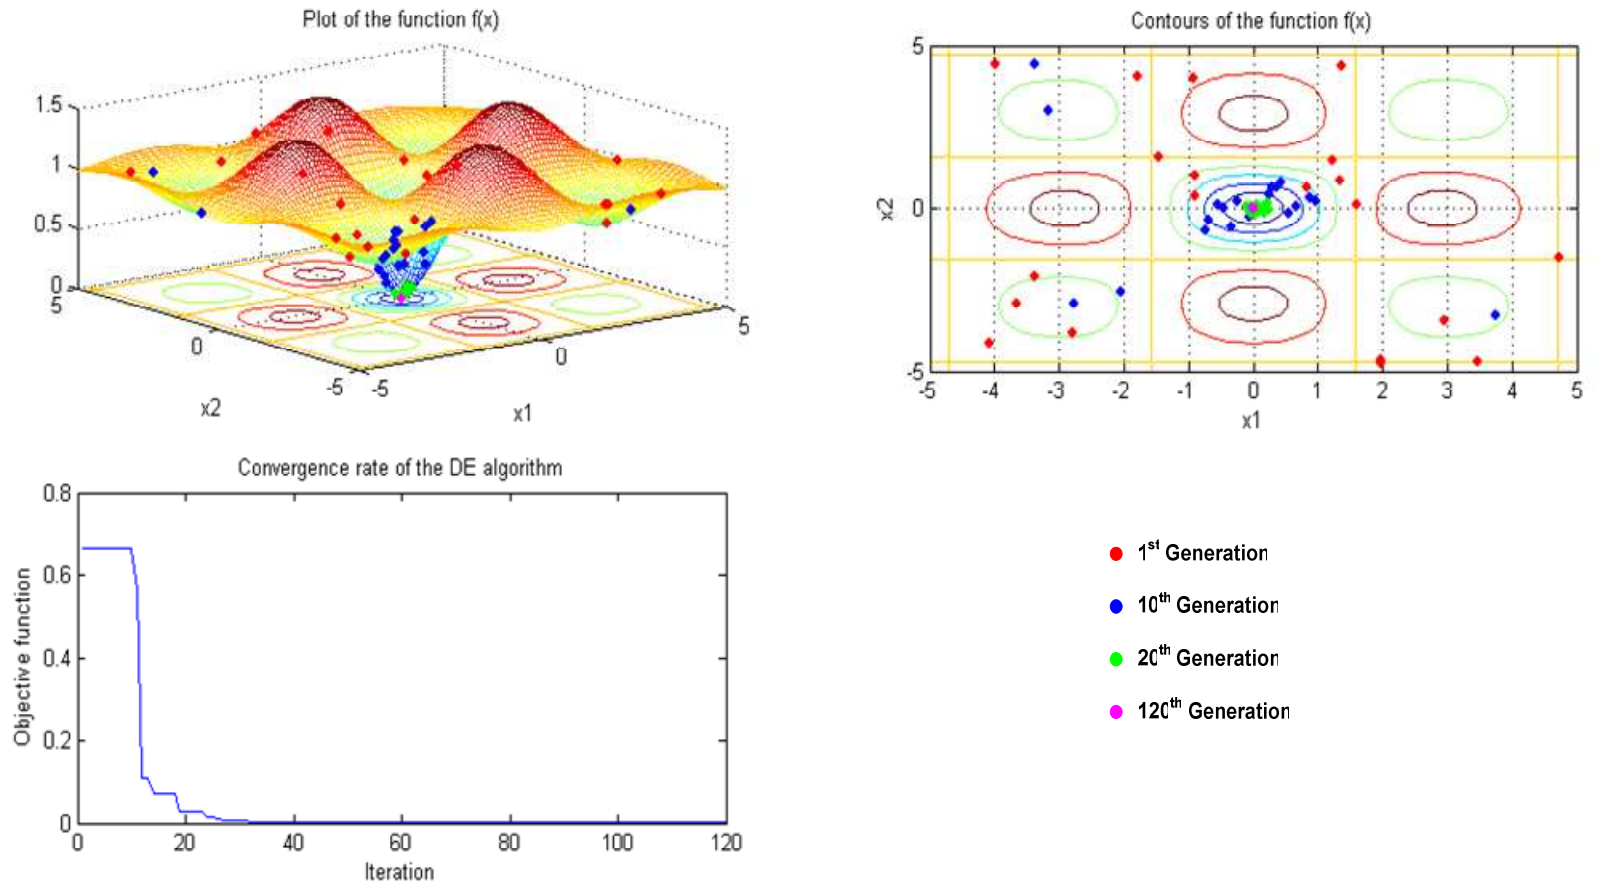 Plot of the function f(x)
1.5
1
0.5
0
5
0
-5
x2
-5
0
5
x1
Contours of the function f(x)
5
0
-5
x2
-5 -4 -3 -2 -1 0 1 2 3 4 5
x1
Convergence rate of the DE algorithm
0.8
0.6
0.4
0.2
0
Objective function
0 20 40 60 80 100 120
Iteration
1st Generation
10th Generation
20th Generation
120th Generation